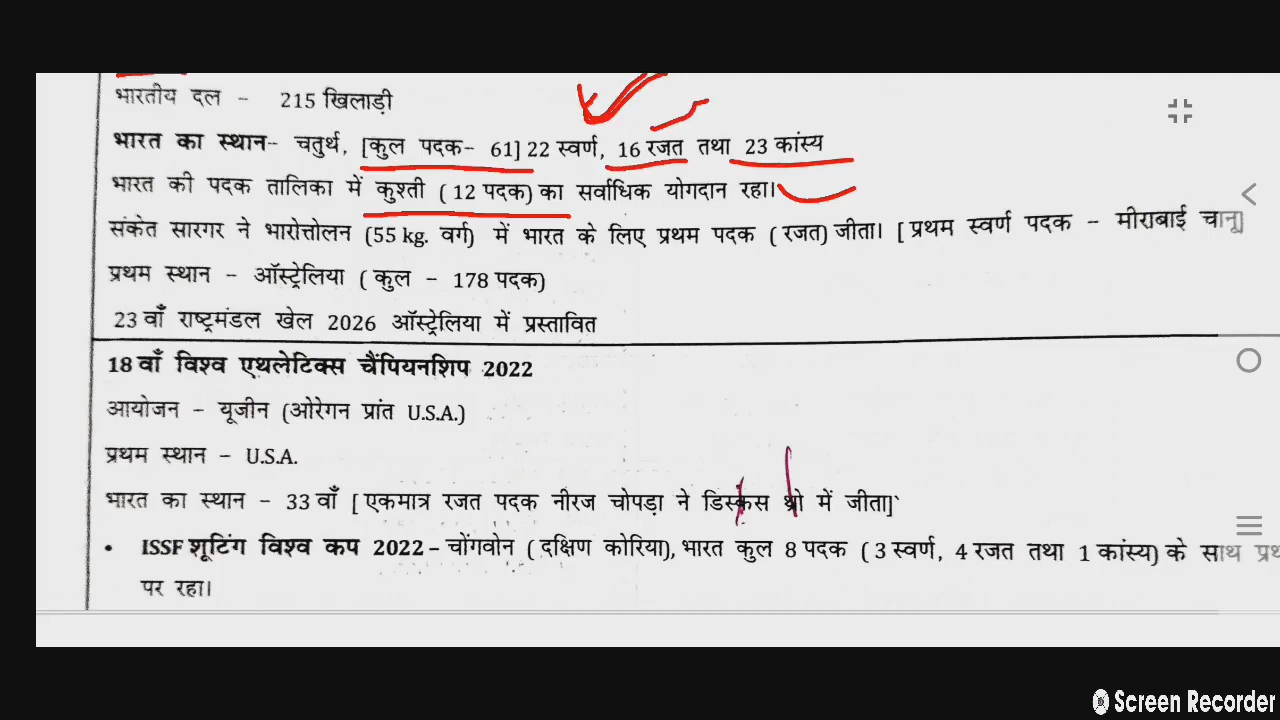 भारतीय दल - 215 खिलाड़ी
भारत का स्थान- चतुर्थ, [कुल पदक- 61] 22 स्वर्ण, 16 रजत तथा 23 कांस्य
भारत की पदक तालिका में कुश्ती ( 12 पदक) का सर्वाधिक योगदान रहा।
संकेत सारगर ने भारोत्तोलन (55 kg. वर्ग) में भारत के लिए प्रथम पदक ( रजत) जीता। [ प्रथम स्वर्ण पदक - मीराबाई चानू]
प्रथम स्थान - ऑस्ट्रेलिया ( कुल - 178 पदक)
23 वाँ राष्ट्रमंडल खेल 2026 ऑस्ट्रेलिया में प्रस्तावित
18 वाँ विश्व एथलेटिक्स चैंपियनशिप 2022
आयोजन - यूजीन (ओरेगन प्रांत U.S.A.)
प्रथम स्थान - U.S.A.
भारत का स्थान - 33 वाँ [ एकमात्र रजत पदक नीरज चोपड़ा ने डिस्कस थ्रो में जीता]`
• ISSF शूटिंग विश्व कप 2022 – चोंगवोन ( दक्षिण कोरिया), भारत कुल 8 पदक ( 3 स्वर्ण, 4 रजत तथा 1 कांस्य) के साथ
पर रहा।
Screen Recorder